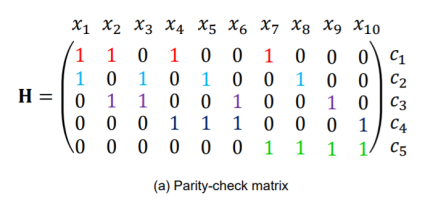 x1 x2 x3 x4 x5 x6 x7 x8 x9 x10
1 1 0 1 0 0 1 0 0 0 c1
1 0 1 0 1 0 0 1 0 0 c2
H = 0 1 1 0 0 1 0 0 1 0 c3
0 0 0 1 1 1 0 0 0 1 c4
0 0 0 0 0 0 1 1 1 1 c5
(a) Parity-check matrix